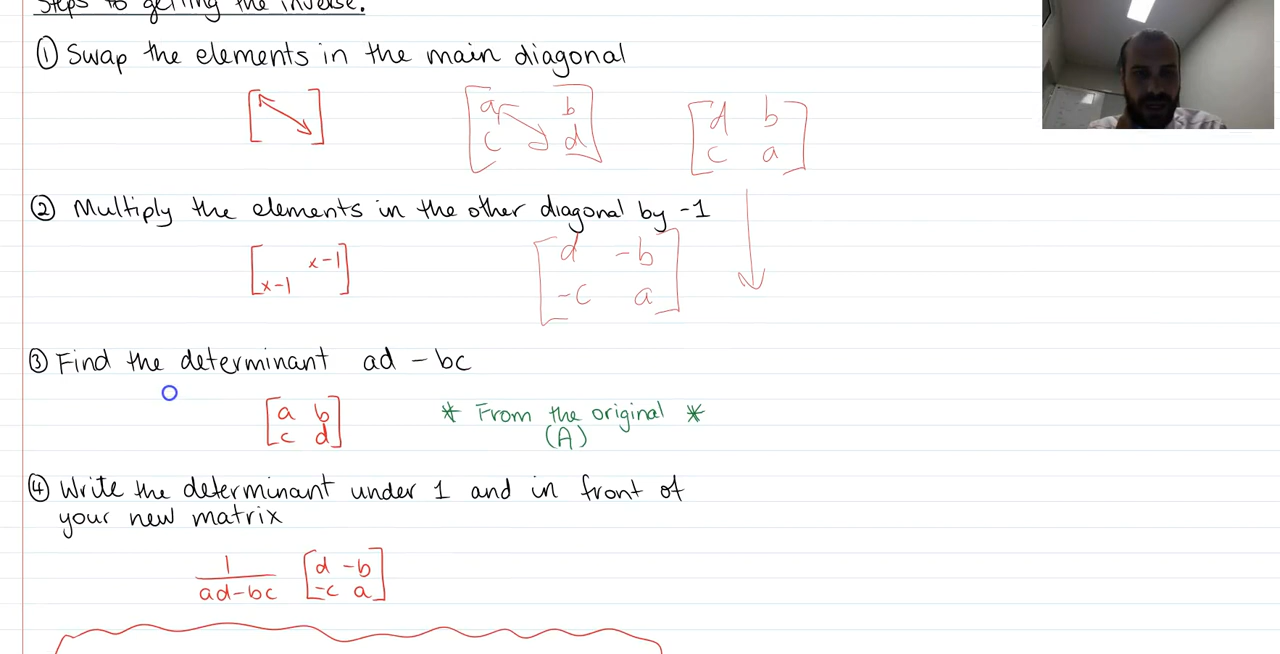 Steps to getting the inverse.
① Swap the elements in the main diagonal
a b
c d
d b
c a
② Multiply the elements in the other diagonal by -1
x-1
x-1
d -b
-c a
③ Find the determinant ad - bc
a b
c d
* From the original *
(A)
④ Write the determinant under 1 and in front of
your new matrix
1
ad-bc
d -b
-c a